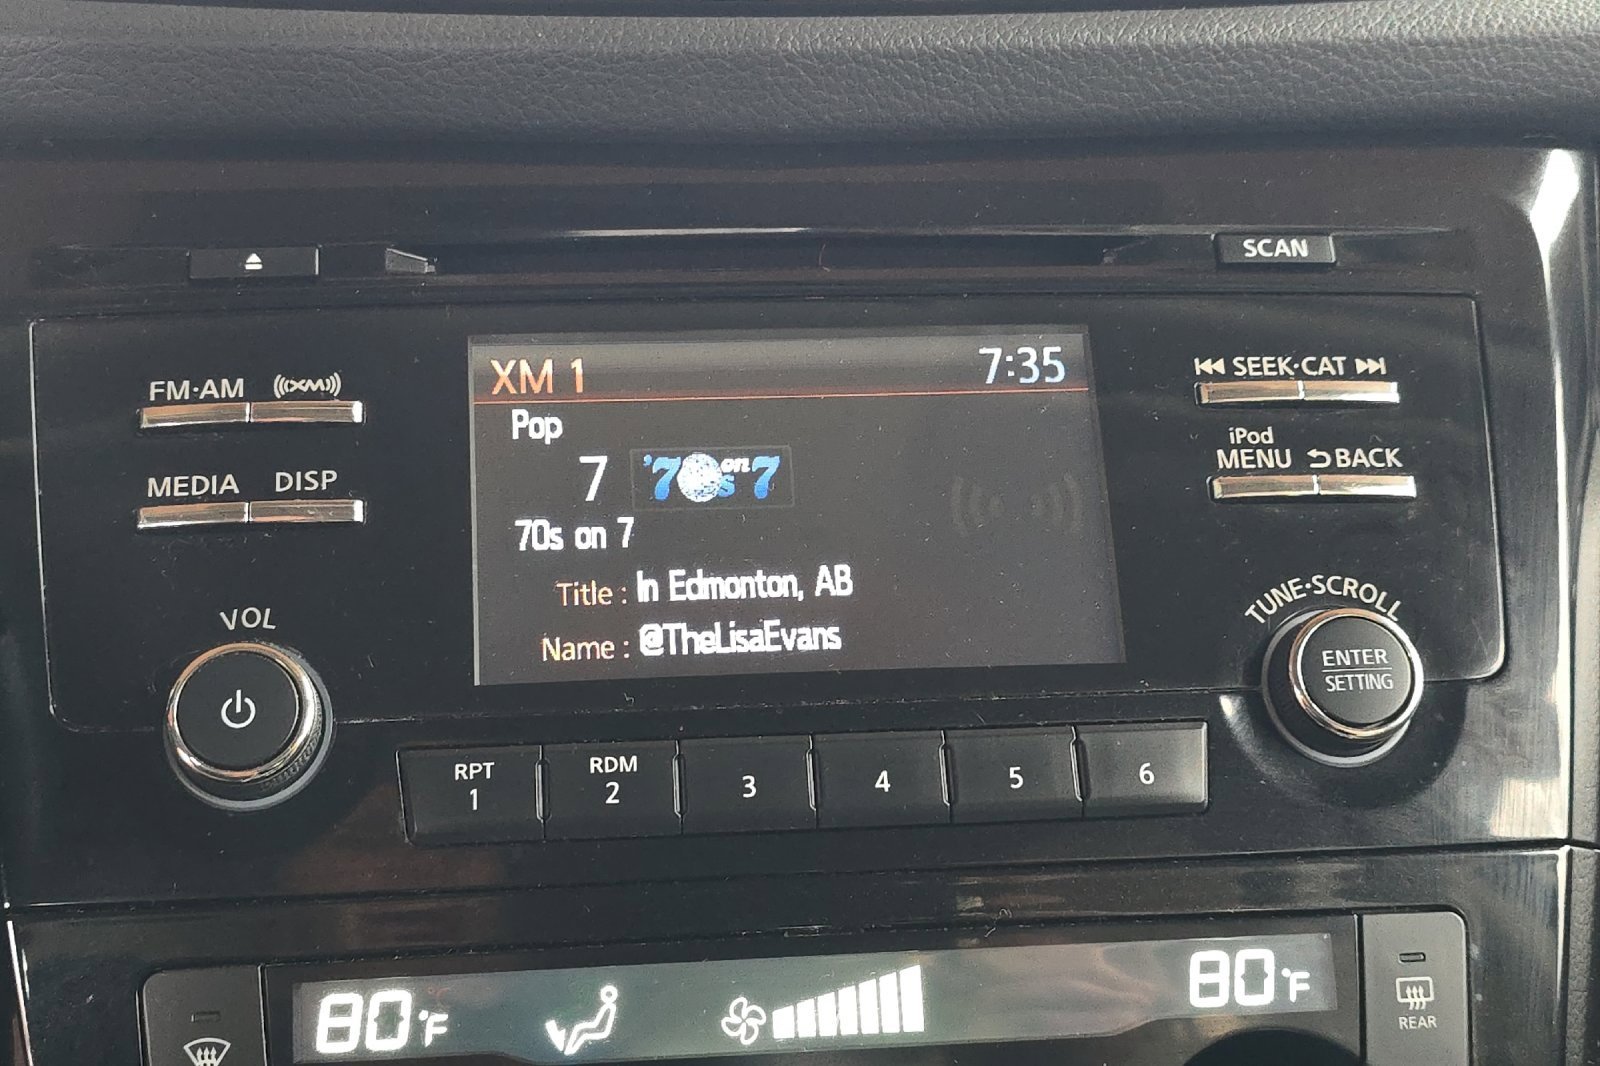 SCAN
FM·AM ((XM))
MEDIA DISP
VOL
XM 1 7:35
Pop
7 '70s on 7
70s on 7
Title : In Edmonton, AB
Name : @TheLisaEvans
SEEK·CAT
iPod
MENU BACK
TUNE·SCROLL
ENTER
SETTING
RPT
1
RDM
2
3
4
5
6
80°F
80°F
REAR